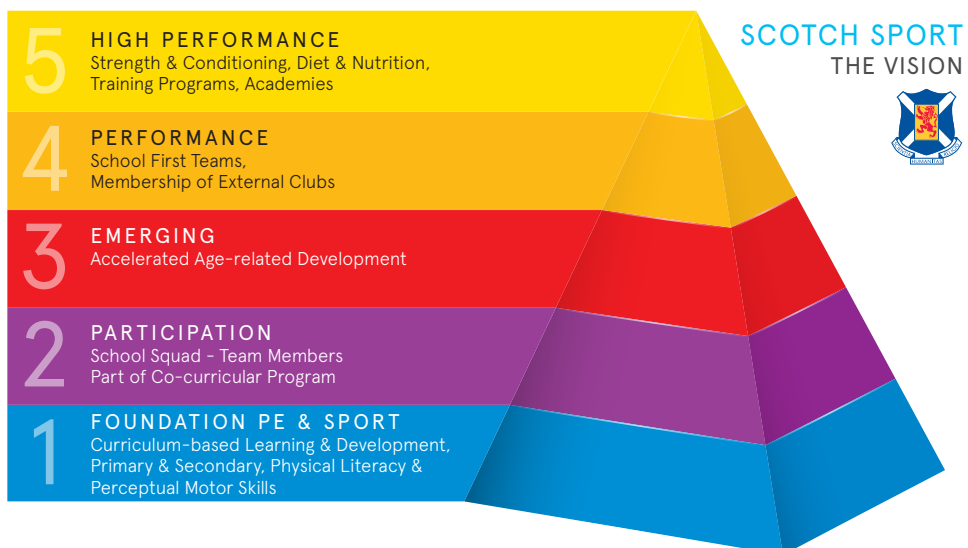 SCOTCH SPORT
THE VISION
5
HIGH PERFORMANCE
Strength & Conditioning, Diet & Nutrition,
Training Programs, Academies
4
PERFORMANCE
School First Teams,
Membership of External Clubs
3
EMERGING
Accelerated Age-related Development
2
PARTICIPATION
School Squad - Team Members
Part of Co-curricular Program
1
FOUNDATION PE & SPORT
Curriculum-based Learning & Development,
Primary & Secondary, Physical Literacy &
Perceptual Motor Skills